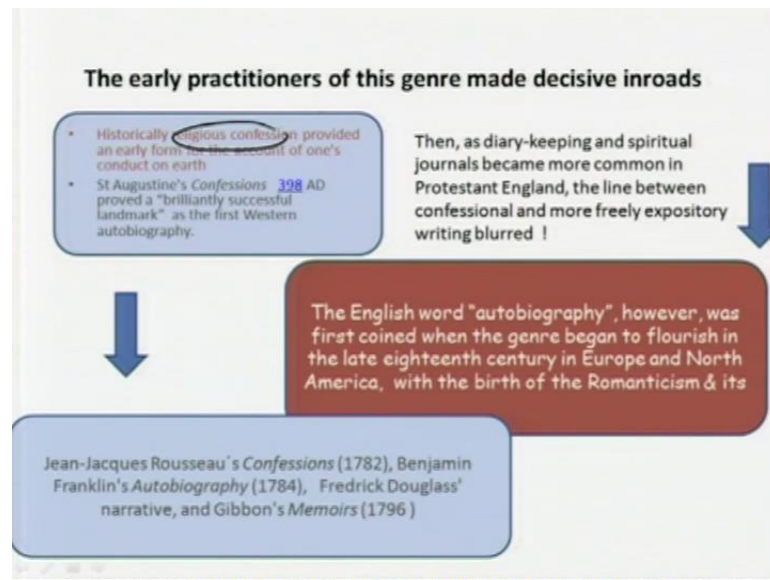 The early practitioners of this genre made decisive inroads
• Historically religious confession provided
an early form for the account of one's
conduct on earth
• St Augustine's Confessions 398 AD
proved a "brilliantly successful
landmark" as the first Western
autobiography.
Then, as diary-keeping and spiritual
journals became more common in
Protestant England, the line between
confessional and more freely expository
writing blurred !
The English word "autobiography", however, was
first coined when the genre began to flourish in
the late eighteenth century in Europe and North
America, with the birth of the Romanticism & its
Jean-Jacques Rousseau´s Confessions (1782), Benjamin
Franklin's Autobiography (1784), Fredrick Douglass'
narrative, and Gibbon's Memoirs (1796 )